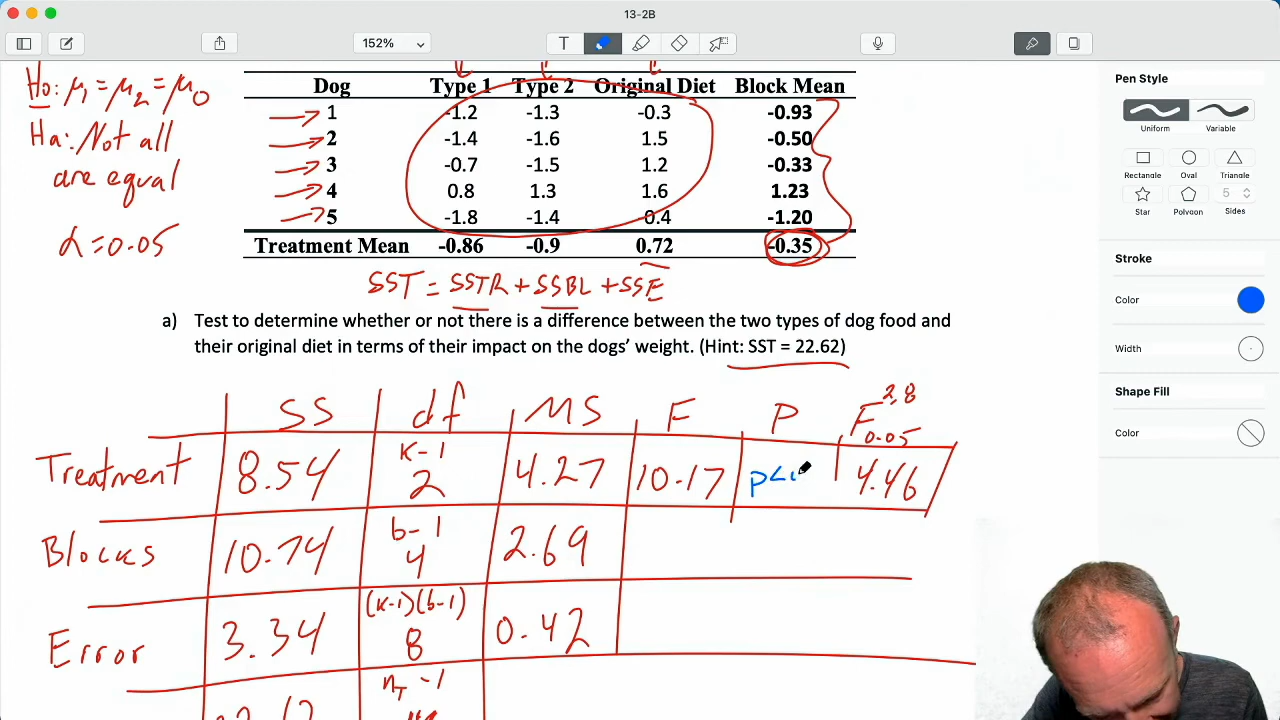 13-2B
152%
T
Ho: μ1 = μ2 = μ0
Ha: Not all
are equal
α = 0.05
Dog Type 1 Type 2 Original Diet Block Mean
1 -1.2 -1.3 -0.3 -0.93
2 -1.4 -1.6 1.5 -0.50
3 -0.7 -1.5 1.2 -0.33
4 0.8 1.3 1.6 1.23
5 -1.8 -1.4 -0.4 -1.20
Treatment Mean -0.86 -0.9 0.72 -0.35
SST = SSTR + SSBL + SSE
a) Test to determine whether or not there is a difference between the two types of dog food and
their original diet in terms of their impact on the dogs' weight. (Hint: SST = 22.62)
SS df MS F P F 2,8 0.05
Treatment 8.54 K-1 2 4.27 10.17 p< 4.46
Blocks 10.74 b-1 4 2.69
Error 3.34 (K-1)(b-1) 8 0.42
nT -1
Pen Style
Uniform Variable
Rectangle Oval Triangle
5
Star Polygon Sides
Stroke
Color
Width
Shape Fill
Color